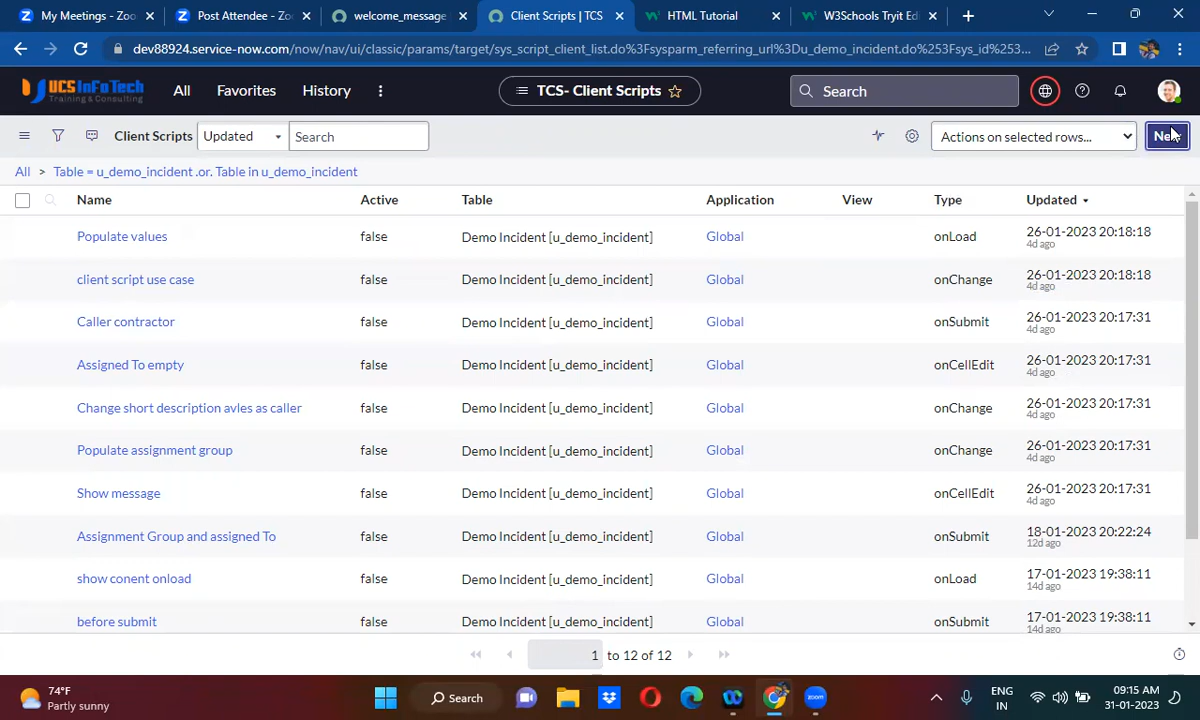 My Meetings - Zoo
Post Attendee - Zo
welcome_message
Client Scripts | TCS
HTML Tutorial
W3Schools Tryit Edi
dev88924.service-now.com/now/nav/ui/classic/params/target/sys_script_client_list.do%3Fsysparm_referring_url%3Du_demo_incident.do%253Fsys_id%253...
UCSInFoTech
Training & Consulting
All
Favorites
History
TCS- Client Scripts
Search
Client Scripts
Updated
Search
Actions on selected rows...
All > Table = u_demo_incident .or. Table in u_demo_incident
Name Active Table Application View Type Updated
Populate values false Demo Incident [u_demo_incident] Global onLoad 26-01-2023 20:18:18
4d ago
client script use case false Demo Incident [u_demo_incident] Global onChange 26-01-2023 20:18:18
4d ago
Caller contractor false Demo Incident [u_demo_incident] Global onSubmit 26-01-2023 20:17:31
4d ago
Assigned To empty false Demo Incident [u_demo_incident] Global onCellEdit 26-01-2023 20:17:31
4d ago
Change short description avles as caller false Demo Incident [u_demo_incident] Global onChange 26-01-2023 20:17:31
4d ago
Populate assignment group false Demo Incident [u_demo_incident] Global onChange 26-01-2023 20:17:31
4d ago
Show message false Demo Incident [u_demo_incident] Global onCellEdit 26-01-2023 20:17:31
4d ago
Assignment Group and assigned To false Demo Incident [u_demo_incident] Global onSubmit 18-01-2023 20:22:24
12d ago
show conent onload false Demo Incident [u_demo_incident] Global onLoad 17-01-2023 19:38:11
14d ago
before submit false Demo Incident [u_demo_incident] Global onSubmit 17-01-2023 19:38:11
14d ago
1 to 12 of 12
74°F
Partly sunny
Search
zoom
ENG
IN
09:15 AM
31-01-2023